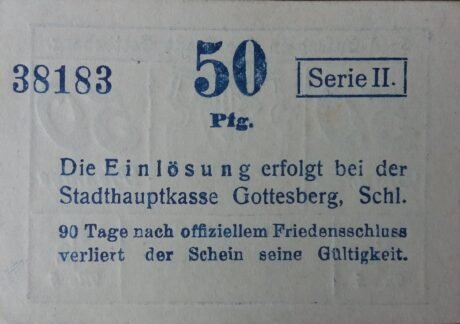 38183
50
Pfg.
Serie II.
Die Einlösung erfolgt bei der
Stadthauptkasse Gottesberg, Schl.
90 Tage nach offiziellem Friedensschluss
verliert der Schein seine Gültigkeit.